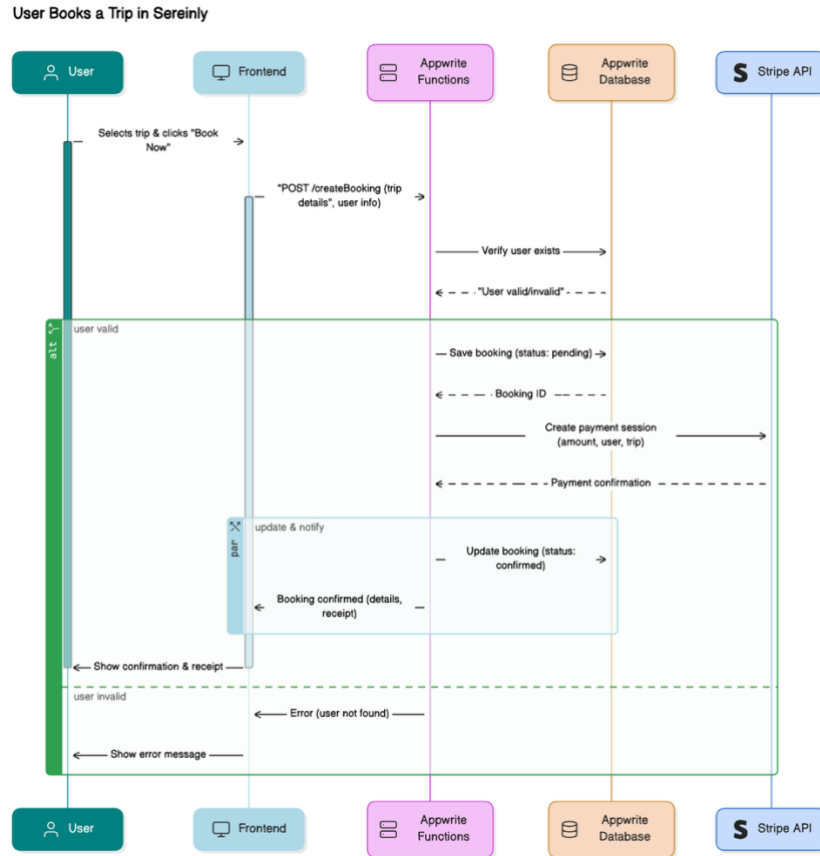 User Books a Trip in Sereinly
User
Frontend
Appwrite
Functions
Appwrite
Database
Stripe API
Selects trip & clicks "Book
Now"
"POST /createBooking (trip
details", user info)
Verify user exists
"User valid/invalid"
alt
user valid
Save booking (status: pending)
Booking ID
Create payment session
(amount, user, trip)
Payment confirmation
par
update & notify
Update booking (status:
confirmed)
Booking confirmed (details,
receipt)
Show confirmation & receipt
user invalid
Error (user not found)
Show error message
User
Frontend
Appwrite
Functions
Appwrite
Database
Stripe API